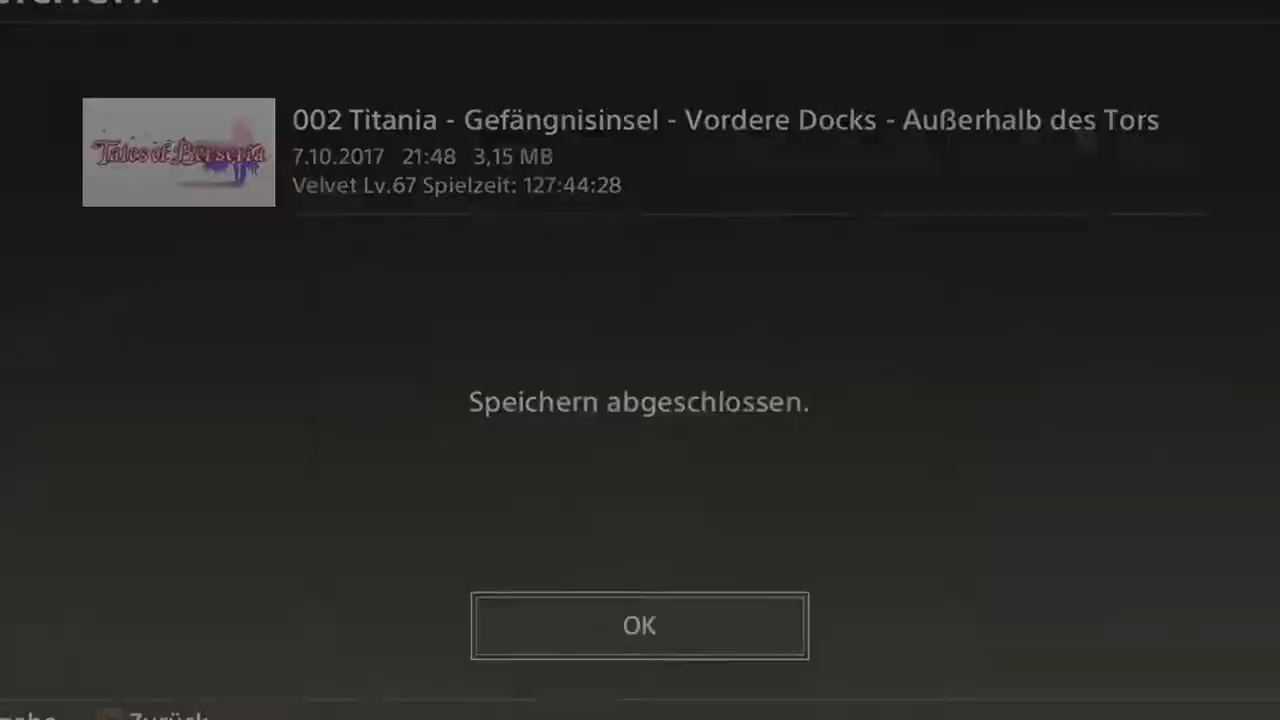 002 Titania - Gefängnisinsel - Vordere Docks - Außerhalb des Tors
Tales of Berseria
7.10.2017 21:48 3,15 MB
Velvet Lv.67 Spielzeit: 127:44:28
Speichern abgeschlossen.
OK
Zurück